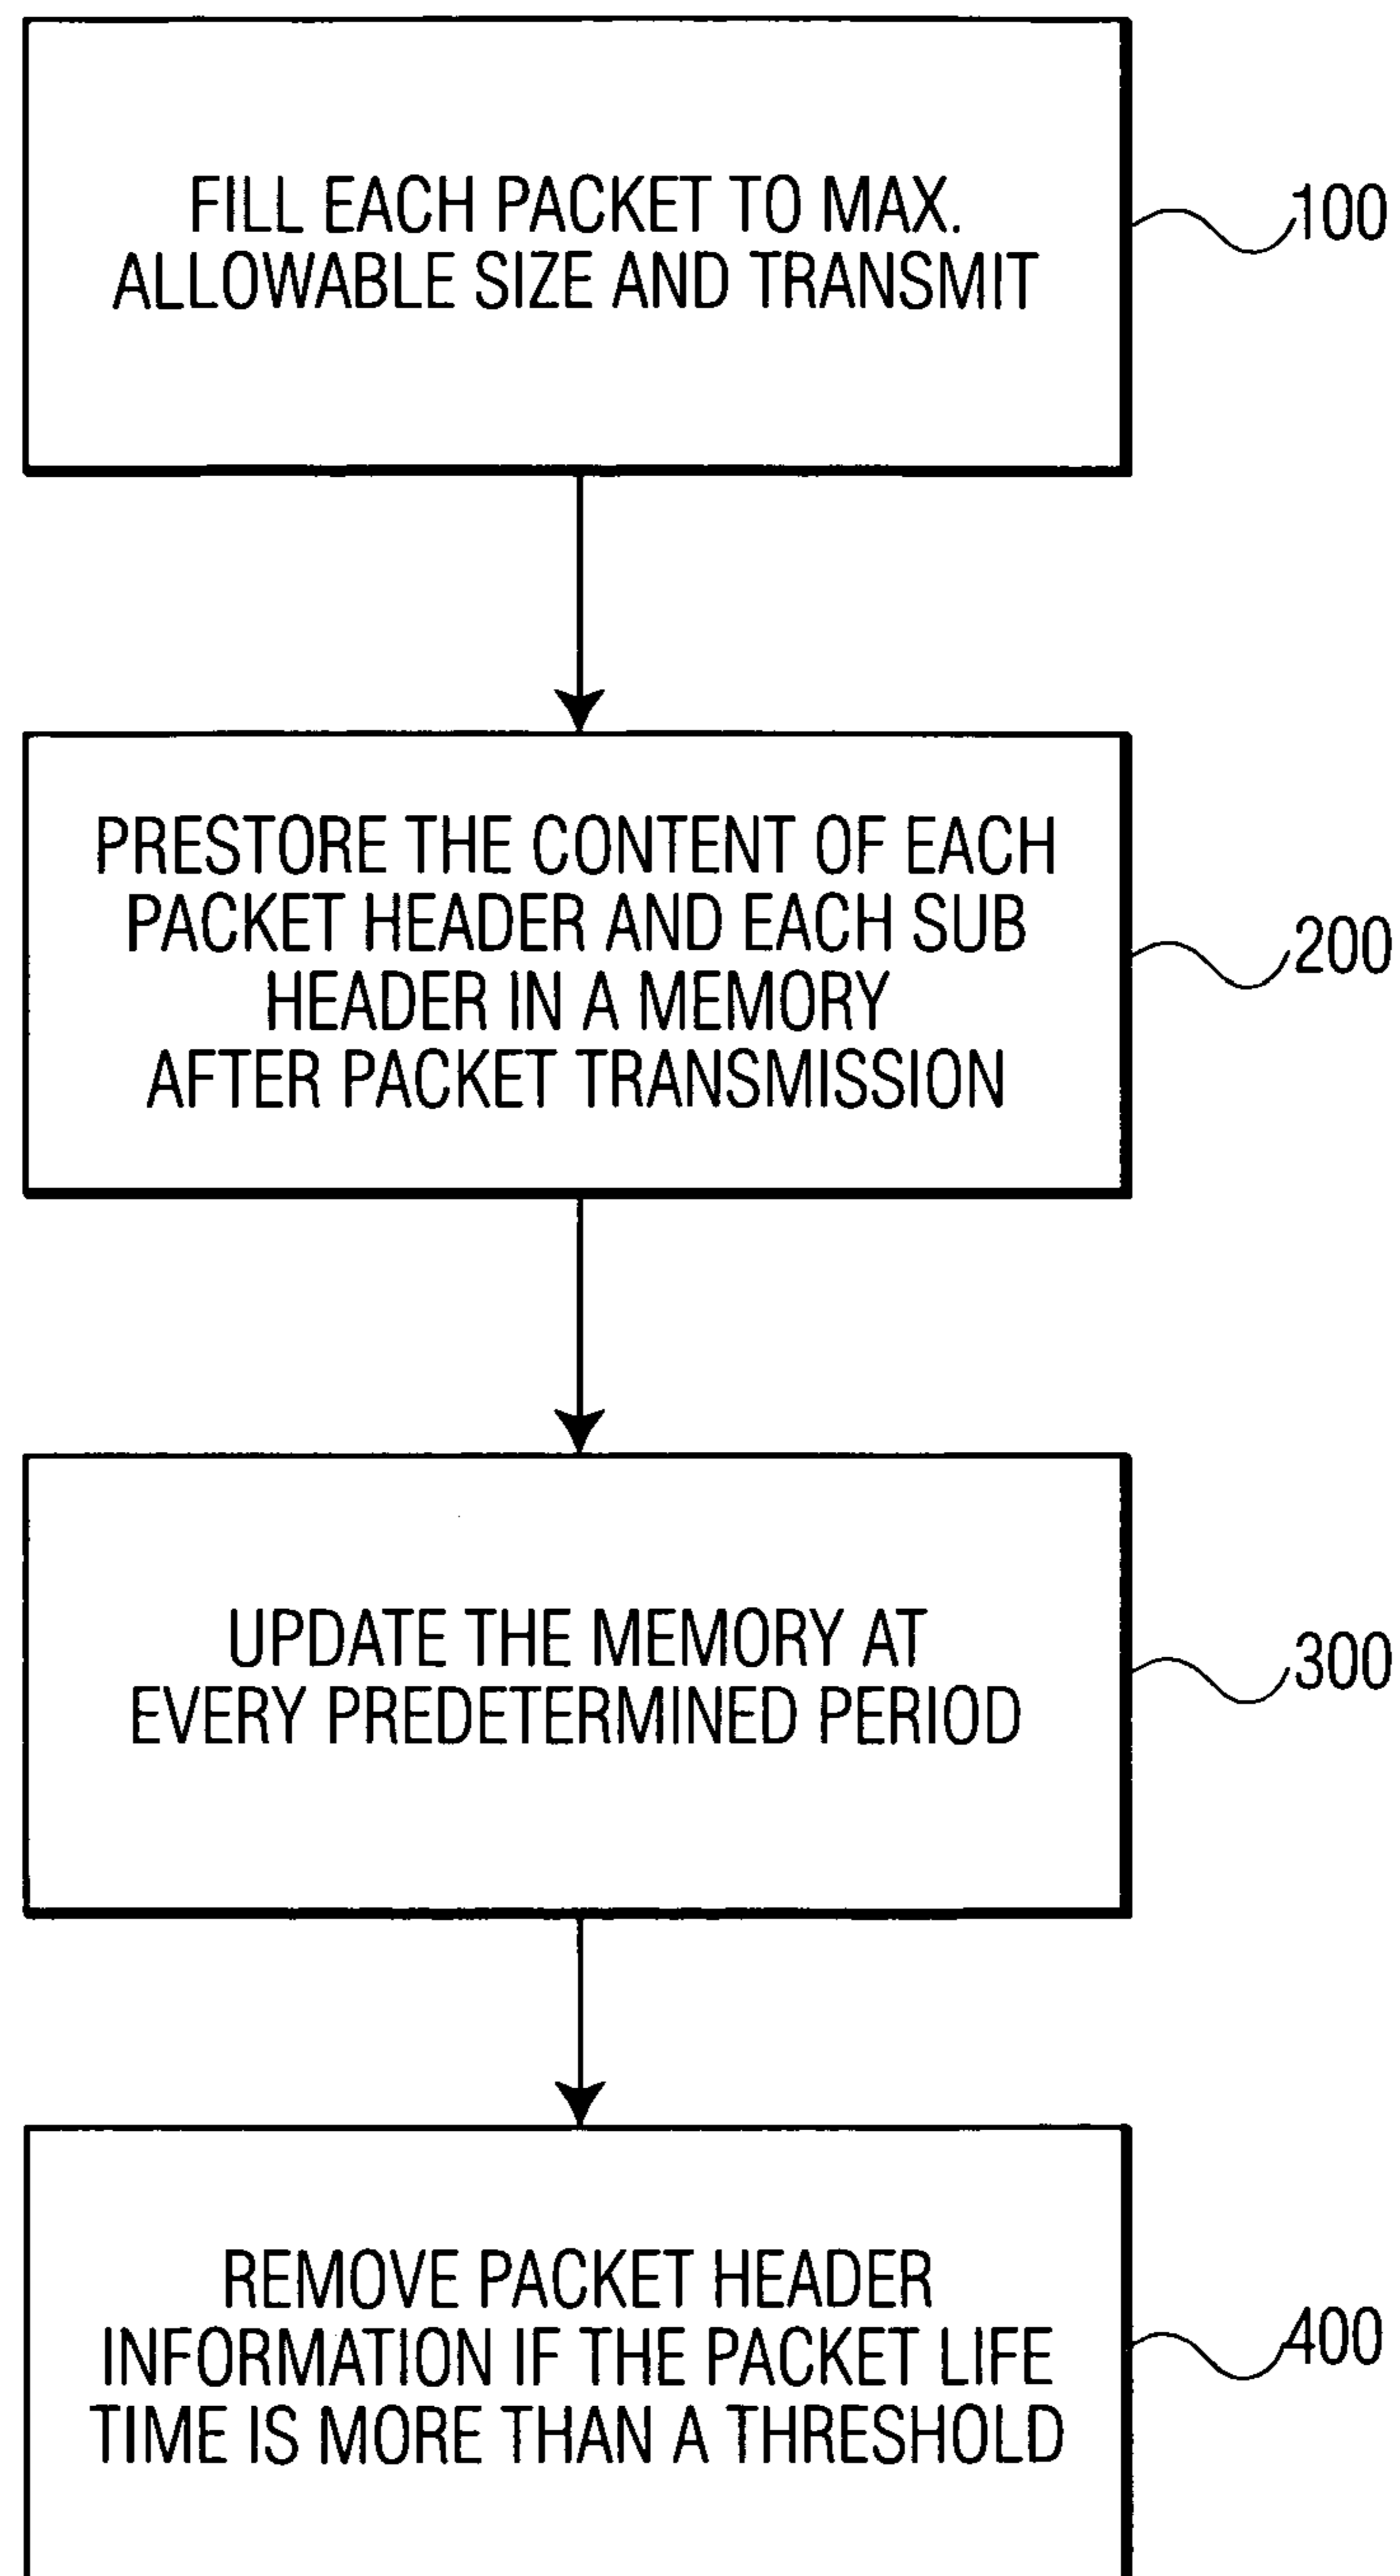 FILL EACH PACKET TO MAX.
ALLOWABLE SIZE AND TRANSMIT
100
PRESTORE THE CONTENT OF EACH
PACKET HEADER AND EACH SUB
HEADER IN A MEMORY
AFTER PACKET TRANSMISSION
200
UPDATE THE MEMORY AT
EVERY PREDETERMINED PERIOD
300
REMOVE PACKET HEADER
INFORMATION IF THE PACKET LIFE
TIME IS MORE THAN A THRESHOLD
400